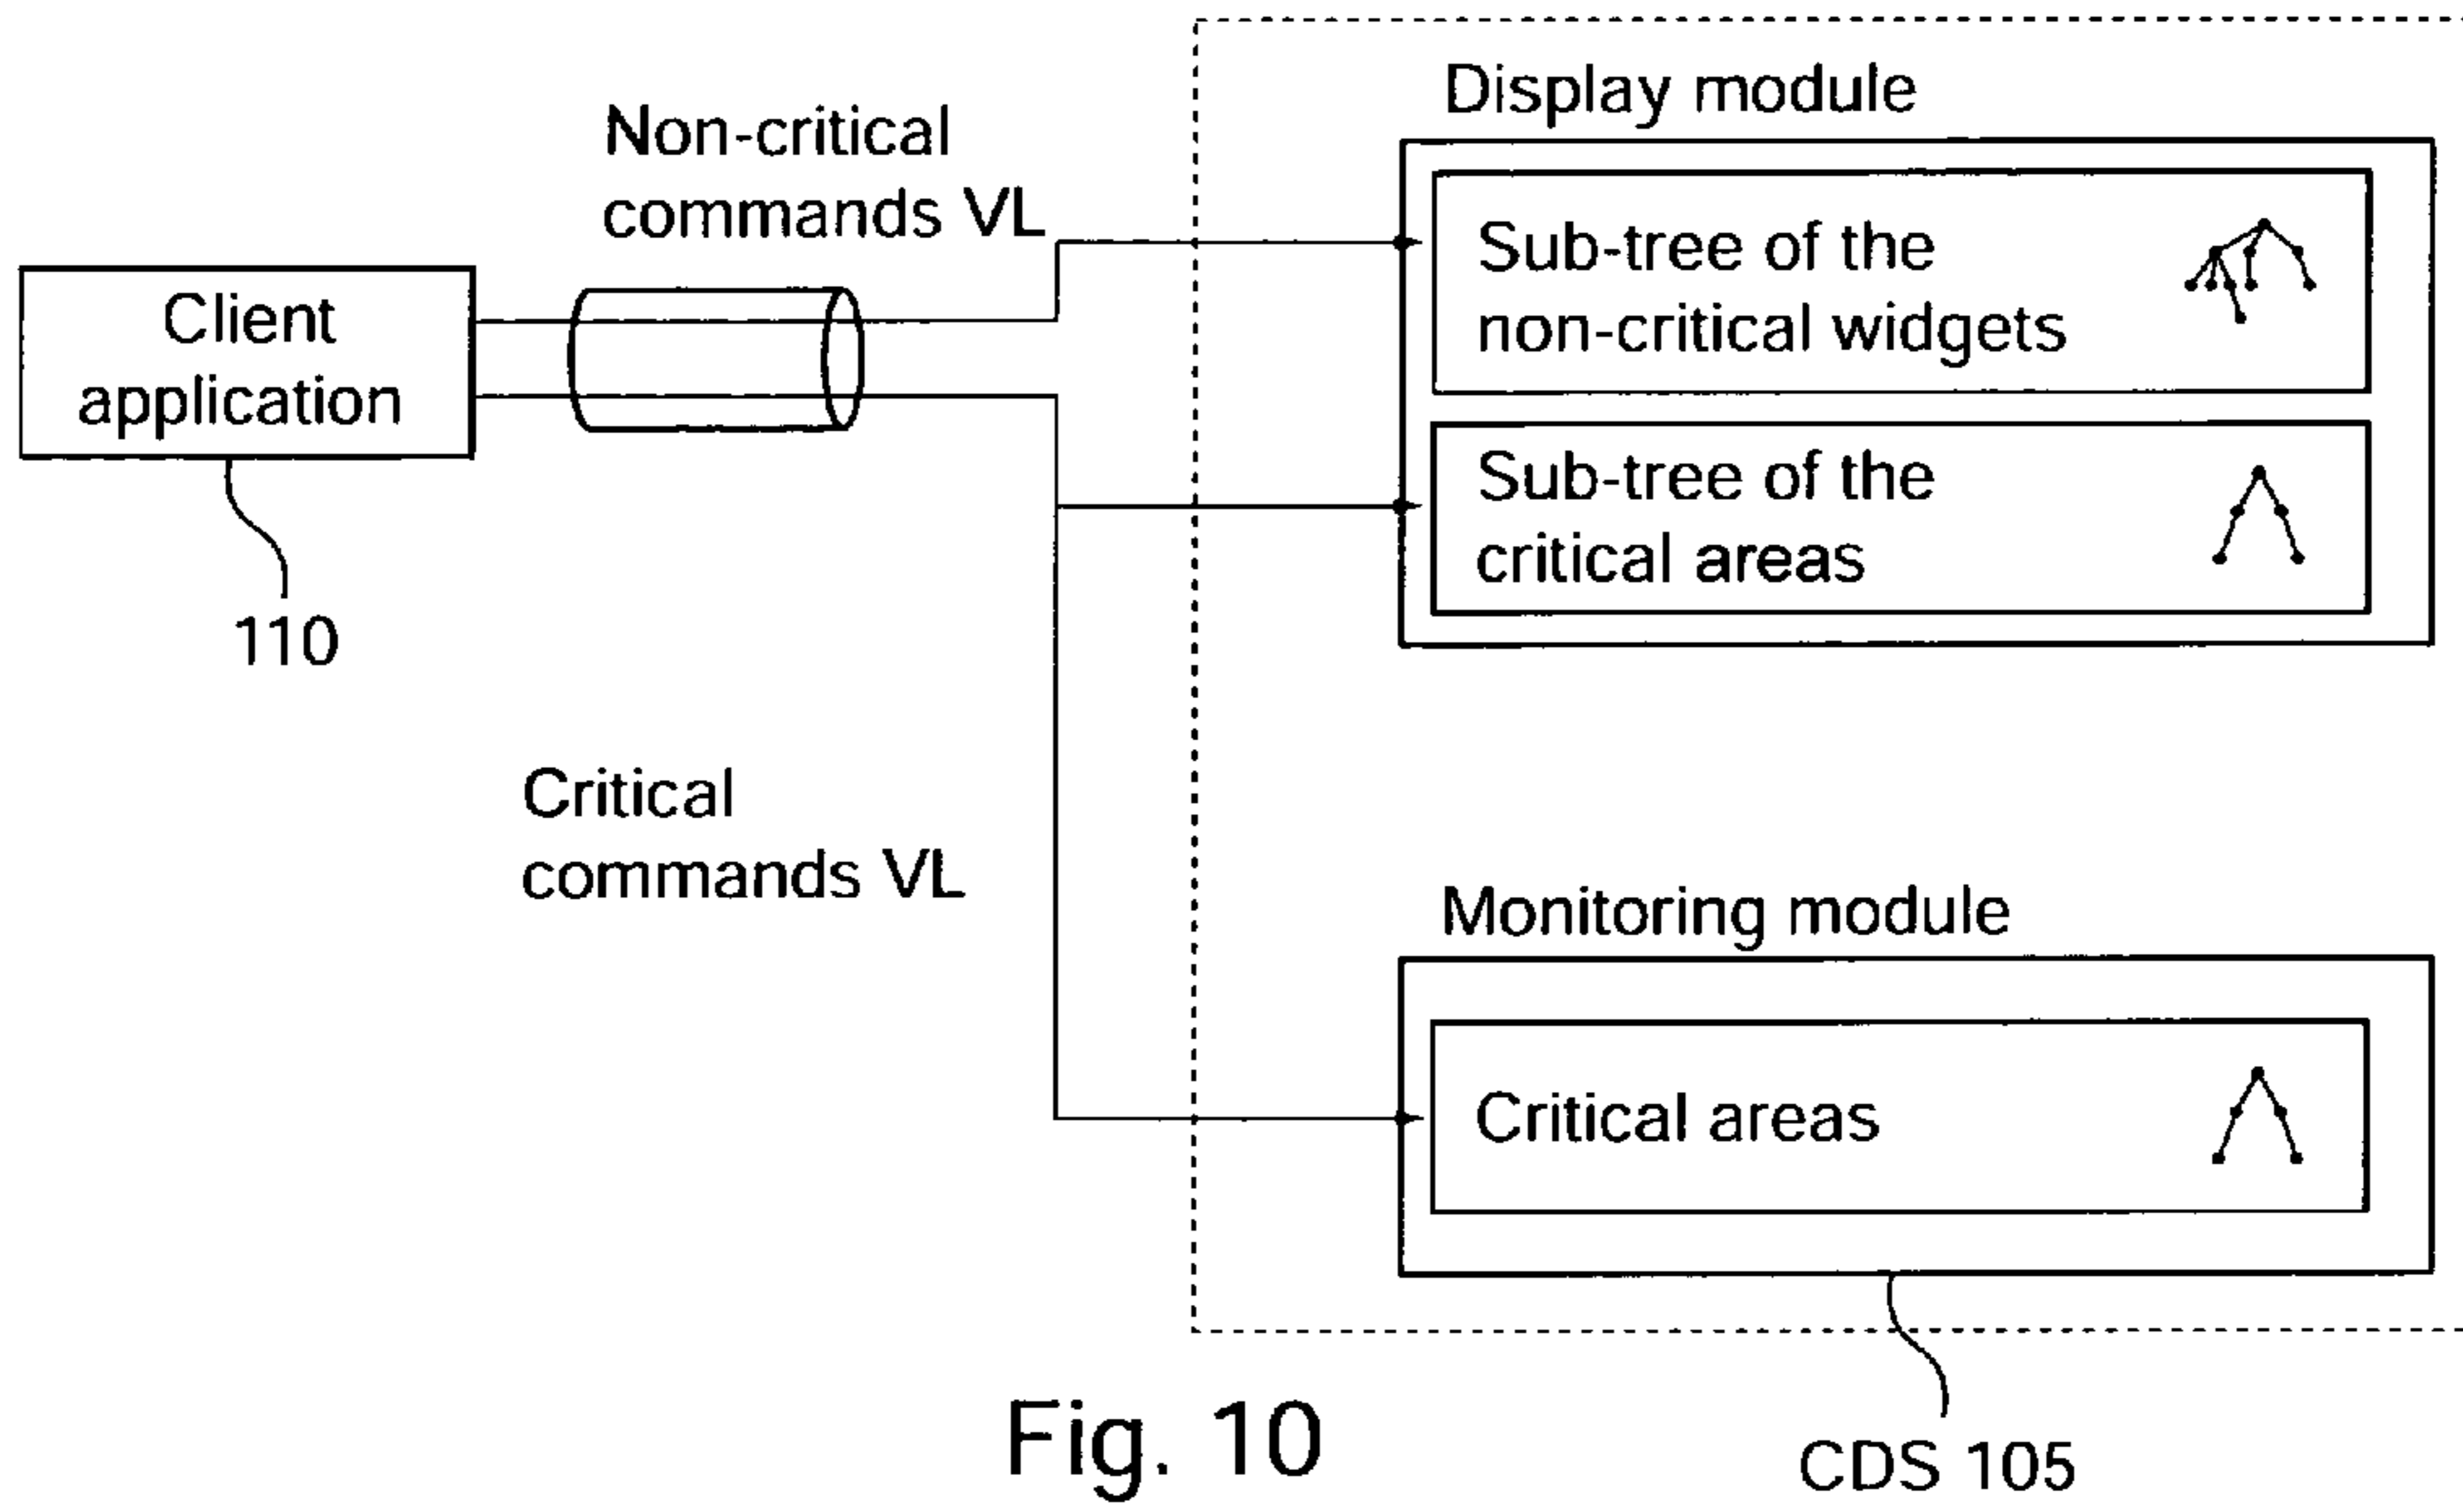 Display module
Non-critical
commands VL
Sub-tree of the
non-critical widgets
Client
application
Sub-tree of the
critical areas
110
Critical
commands VL
Monitoring module
Critical areas
Fig. 10
CDS 105